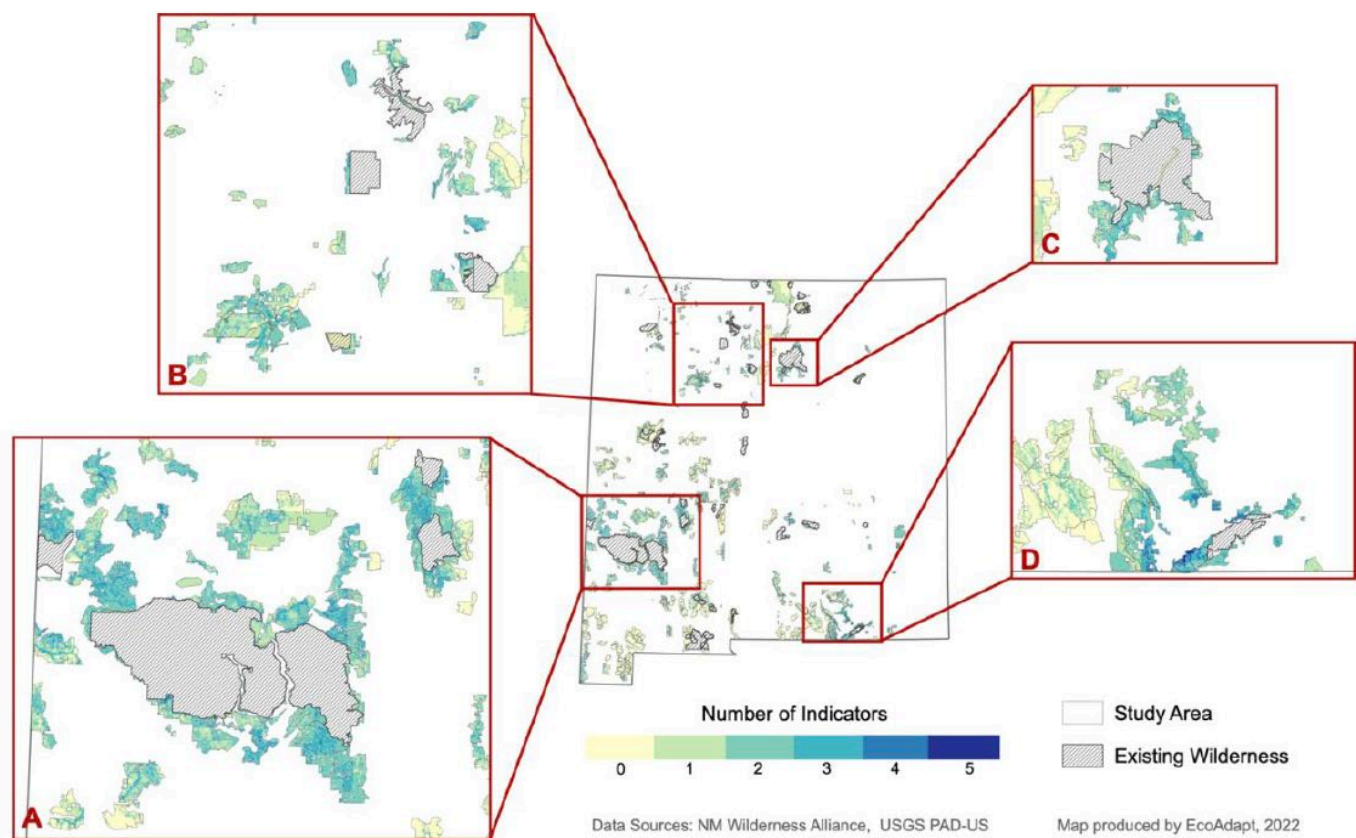 B
C
A
D
Number of Indicators
0 1 2 3 4 5
Study Area
Existing Wilderness
Data Sources: NM Wilderness Alliance, USGS PAD-US
Map produced by EcoAdapt, 2022